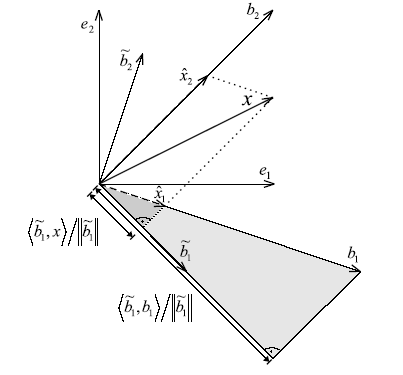 b₂
e₂
b̃₂
x̂₂
x
e₁
x̂₁
⟨b̃₁, x⟩/‖b̃₁‖
b̃₁
b₁
⟨b̃₁, b₁⟩/‖b̃₁‖